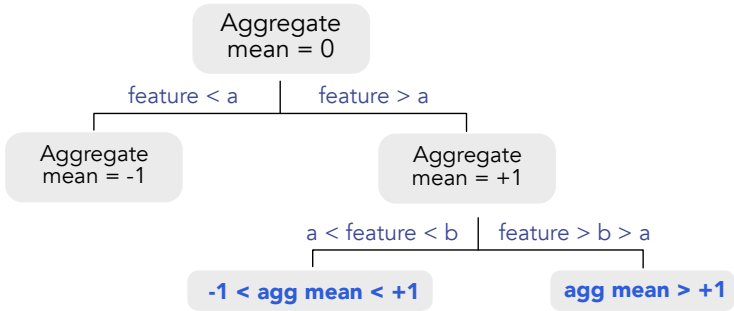 Aggregate
mean = 0
feature < a
feature > a
Aggregate
mean = -1
Aggregate
mean = +1
a < feature < b
feature > b > a
-1 < agg mean < +1
agg mean > +1